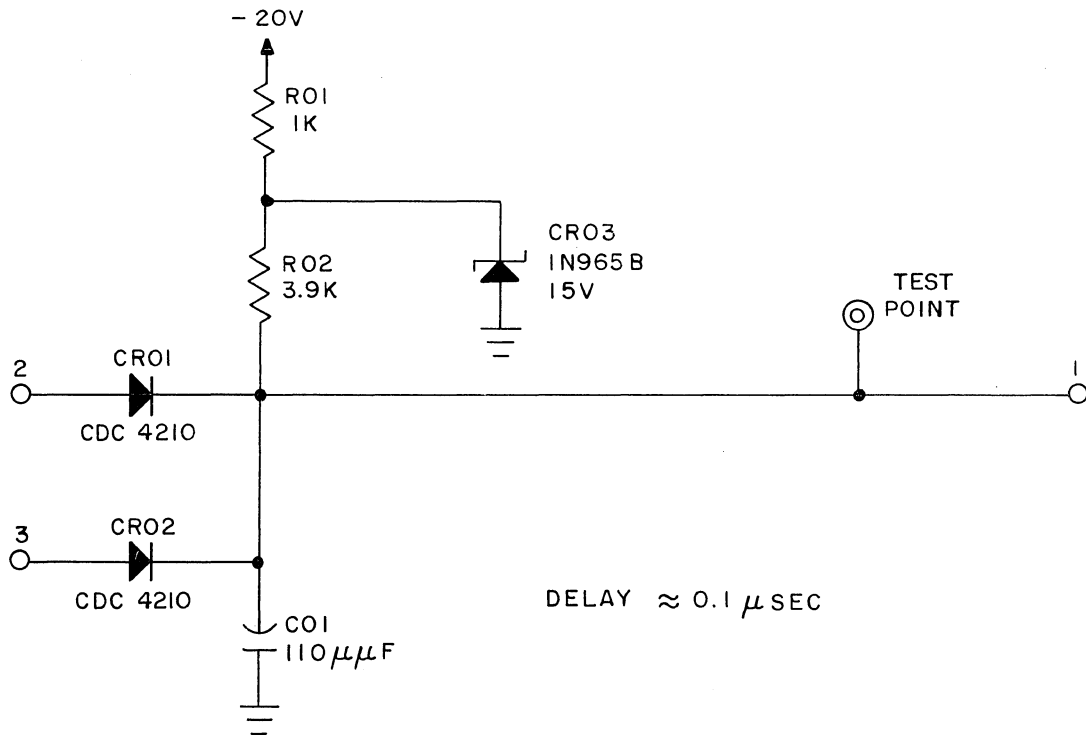 - 20V
R01
1K
R02
3.9K
CR03
1N965B
15V
TEST
POINT
2
CR01
CDC 4210
1
3
CR02
CDC 4210
DELAY ≈ 0.1 μSEC
C01
110μμF